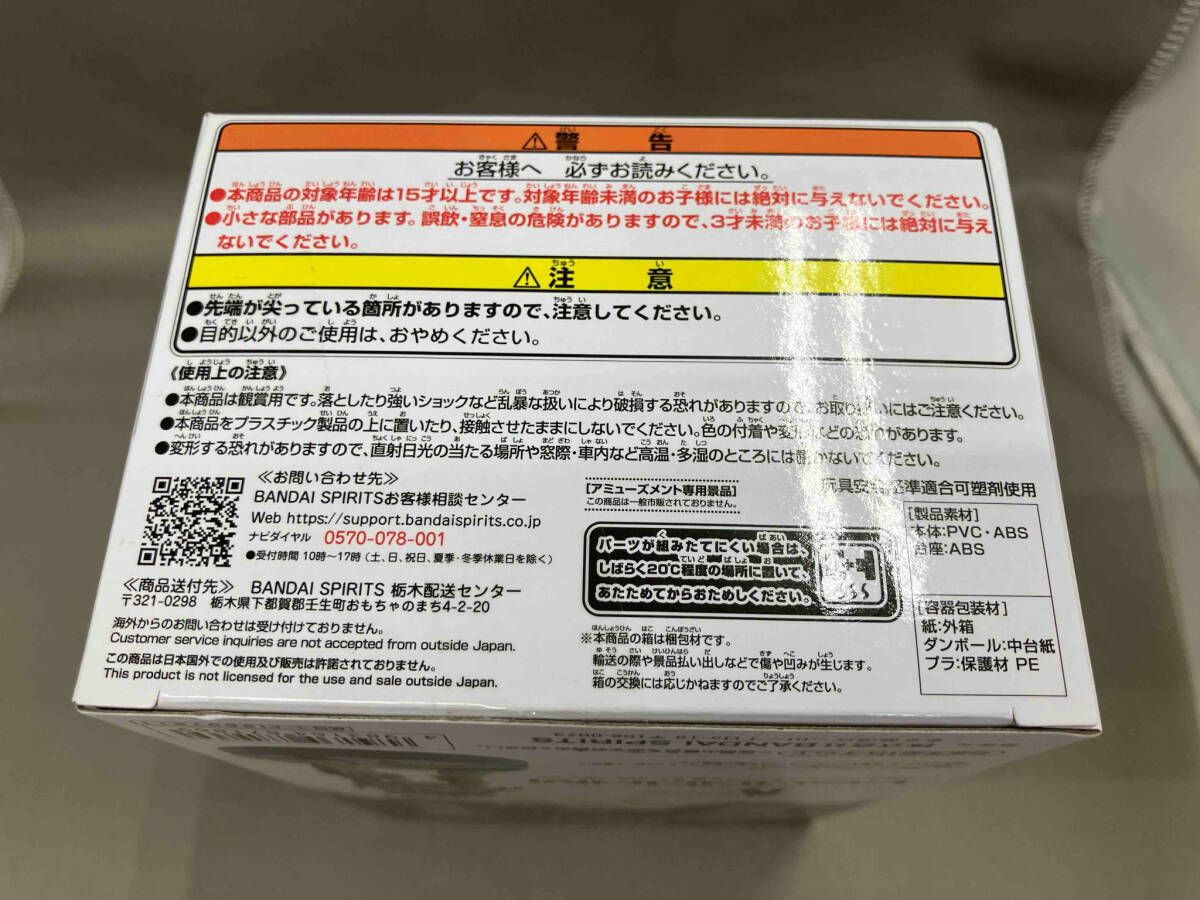 ⚠警告
お客様へ 必ずお読みください。
●本商品の対象年齢は15才以上です。対象年齢未満のお子様には絶対に与えないでください。
●小さな部品があります。誤飲・窒息の危険がありますので、3才未満のお子様には絶対に与え
ないでください。
⚠注意
●先端が尖っている箇所がありますので、注意してください。
●目的以外のご使用は、おやめください。
《使用上の注意》
●本商品は観賞用です。落としたり強いショックなど乱暴な扱いにより破損する恐れがありますので、お取り扱いにはご注意ください。
●本商品をプラスチック製品の上に置いたり、接触させたままにしないでください。色の付着や変形などの恐れがあります。
●変形する恐れがありますので、直射日光の当たる場所や窓際・車内など高温・多湿のところには置かないでください。
≪お問い合わせ先≫
BANDAI SPIRITSお客様相談センター
Web https://support.bandaispirits.co.jp
ナビダイヤル 0570-078-001
●受付時間 10時~17時(土、日、祝日、夏季・冬季休業日を除く)
≪商品送付先≫ BANDAI SPIRITS 栃木配送センター
〒321-0298 栃木県下都賀郡壬生町おもちゃのまち4-2-20
海外からのお問い合わせは受け付けておりません。
Customer service inquiries are not accepted from outside Japan.
この商品は日本国外での使用及び販売は許諾されておりません。
This product is not licensed for the use and sale outside Japan.
[アミューズメント専用景品]
この商品は一般市販されておりません。
パーツが組みたてにくい場合は、
しばらく20℃程度の場所に置いて、
あたためてからおためしください。
※本商品の箱は梱包材です。
輸送の際や景品払い出しなどで傷や凹みが生じます。
箱の交換には応じかねますのでご了承ください。
玩具安全基準適合可塑剤使用
[製品素材]
本体:PVC・ABS
台座:ABS
[容器包装材]
紙:外箱
ダンボール:中台紙
プラ:保護材 PE
株式会社BANDAI SPIRITS